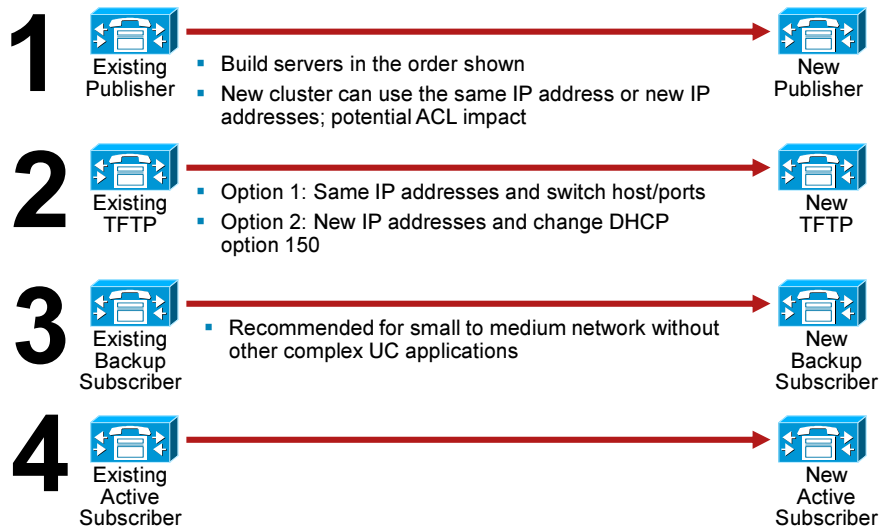 1
Existing
Publisher
▪ Build servers in the order shown
▪ New cluster can use the same IP address or new IP
addresses; potential ACL impact
New
Publisher
2
Existing
TFTP
▪ Option 1: Same IP addresses and switch host/ports
▪ Option 2: New IP addresses and change DHCP
option 150
New
TFTP
3
Existing
Backup
Subscriber
▪ Recommended for small to medium network without
other complex UC applications
New
Backup
Subscriber
4
Existing
Active
Subscriber
New
Active
Subscriber